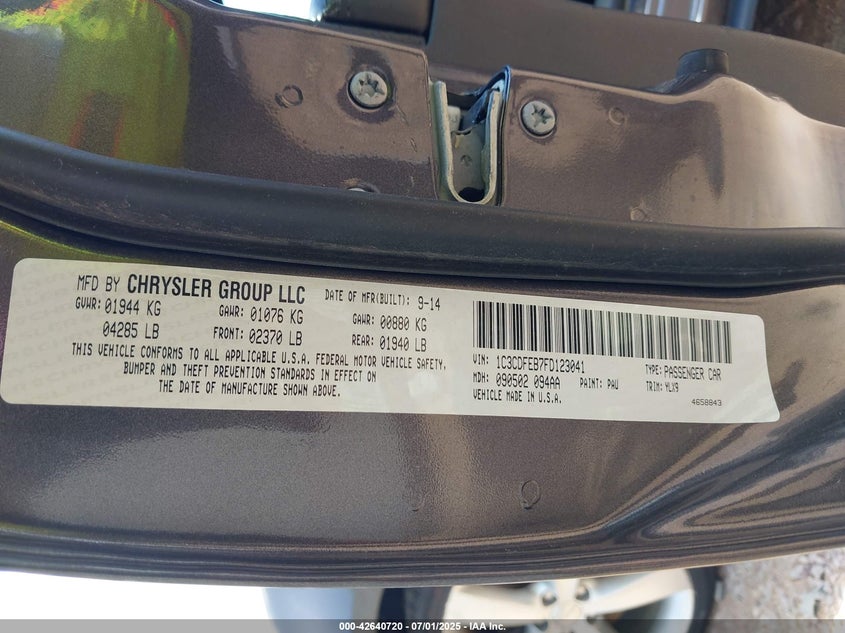 MFD BY CHRYSLER GROUP LLC DATE OF MFR(BUILT): 9-14
GVWR: 01944 KG GAWR: 01076 KG GAWR: 00880 KG
04285 LB FRONT: 02370 LB REAR: 01940 LB
THIS VEHICLE CONFORMS TO ALL APPLICABLE U.S.A. FEDERAL MOTOR VEHICLE SAFETY,
BUMPER AND THEFT PREVENTION STANDARDS IN EFFECT ON
THE DATE OF MANUFACTURE SHOWN ABOVE.
VIN: 1C3CDFEB7FD123041 TYPE: PASSENGER CAR
MDH: 090502 094AA PAINT: PAU TRIM: YLX9
VEHICLE MADE IN U.S.A. 4658843
000-42640720 - 07/01/2025 - IAA Inc.